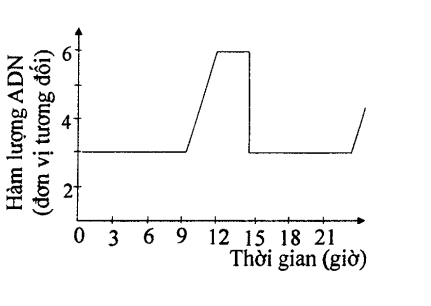 Hàm lượng ADN
(đơn vị tương đối)
6
4
2
0 3 6 9 12 15 18 21
Thời gian (giờ)